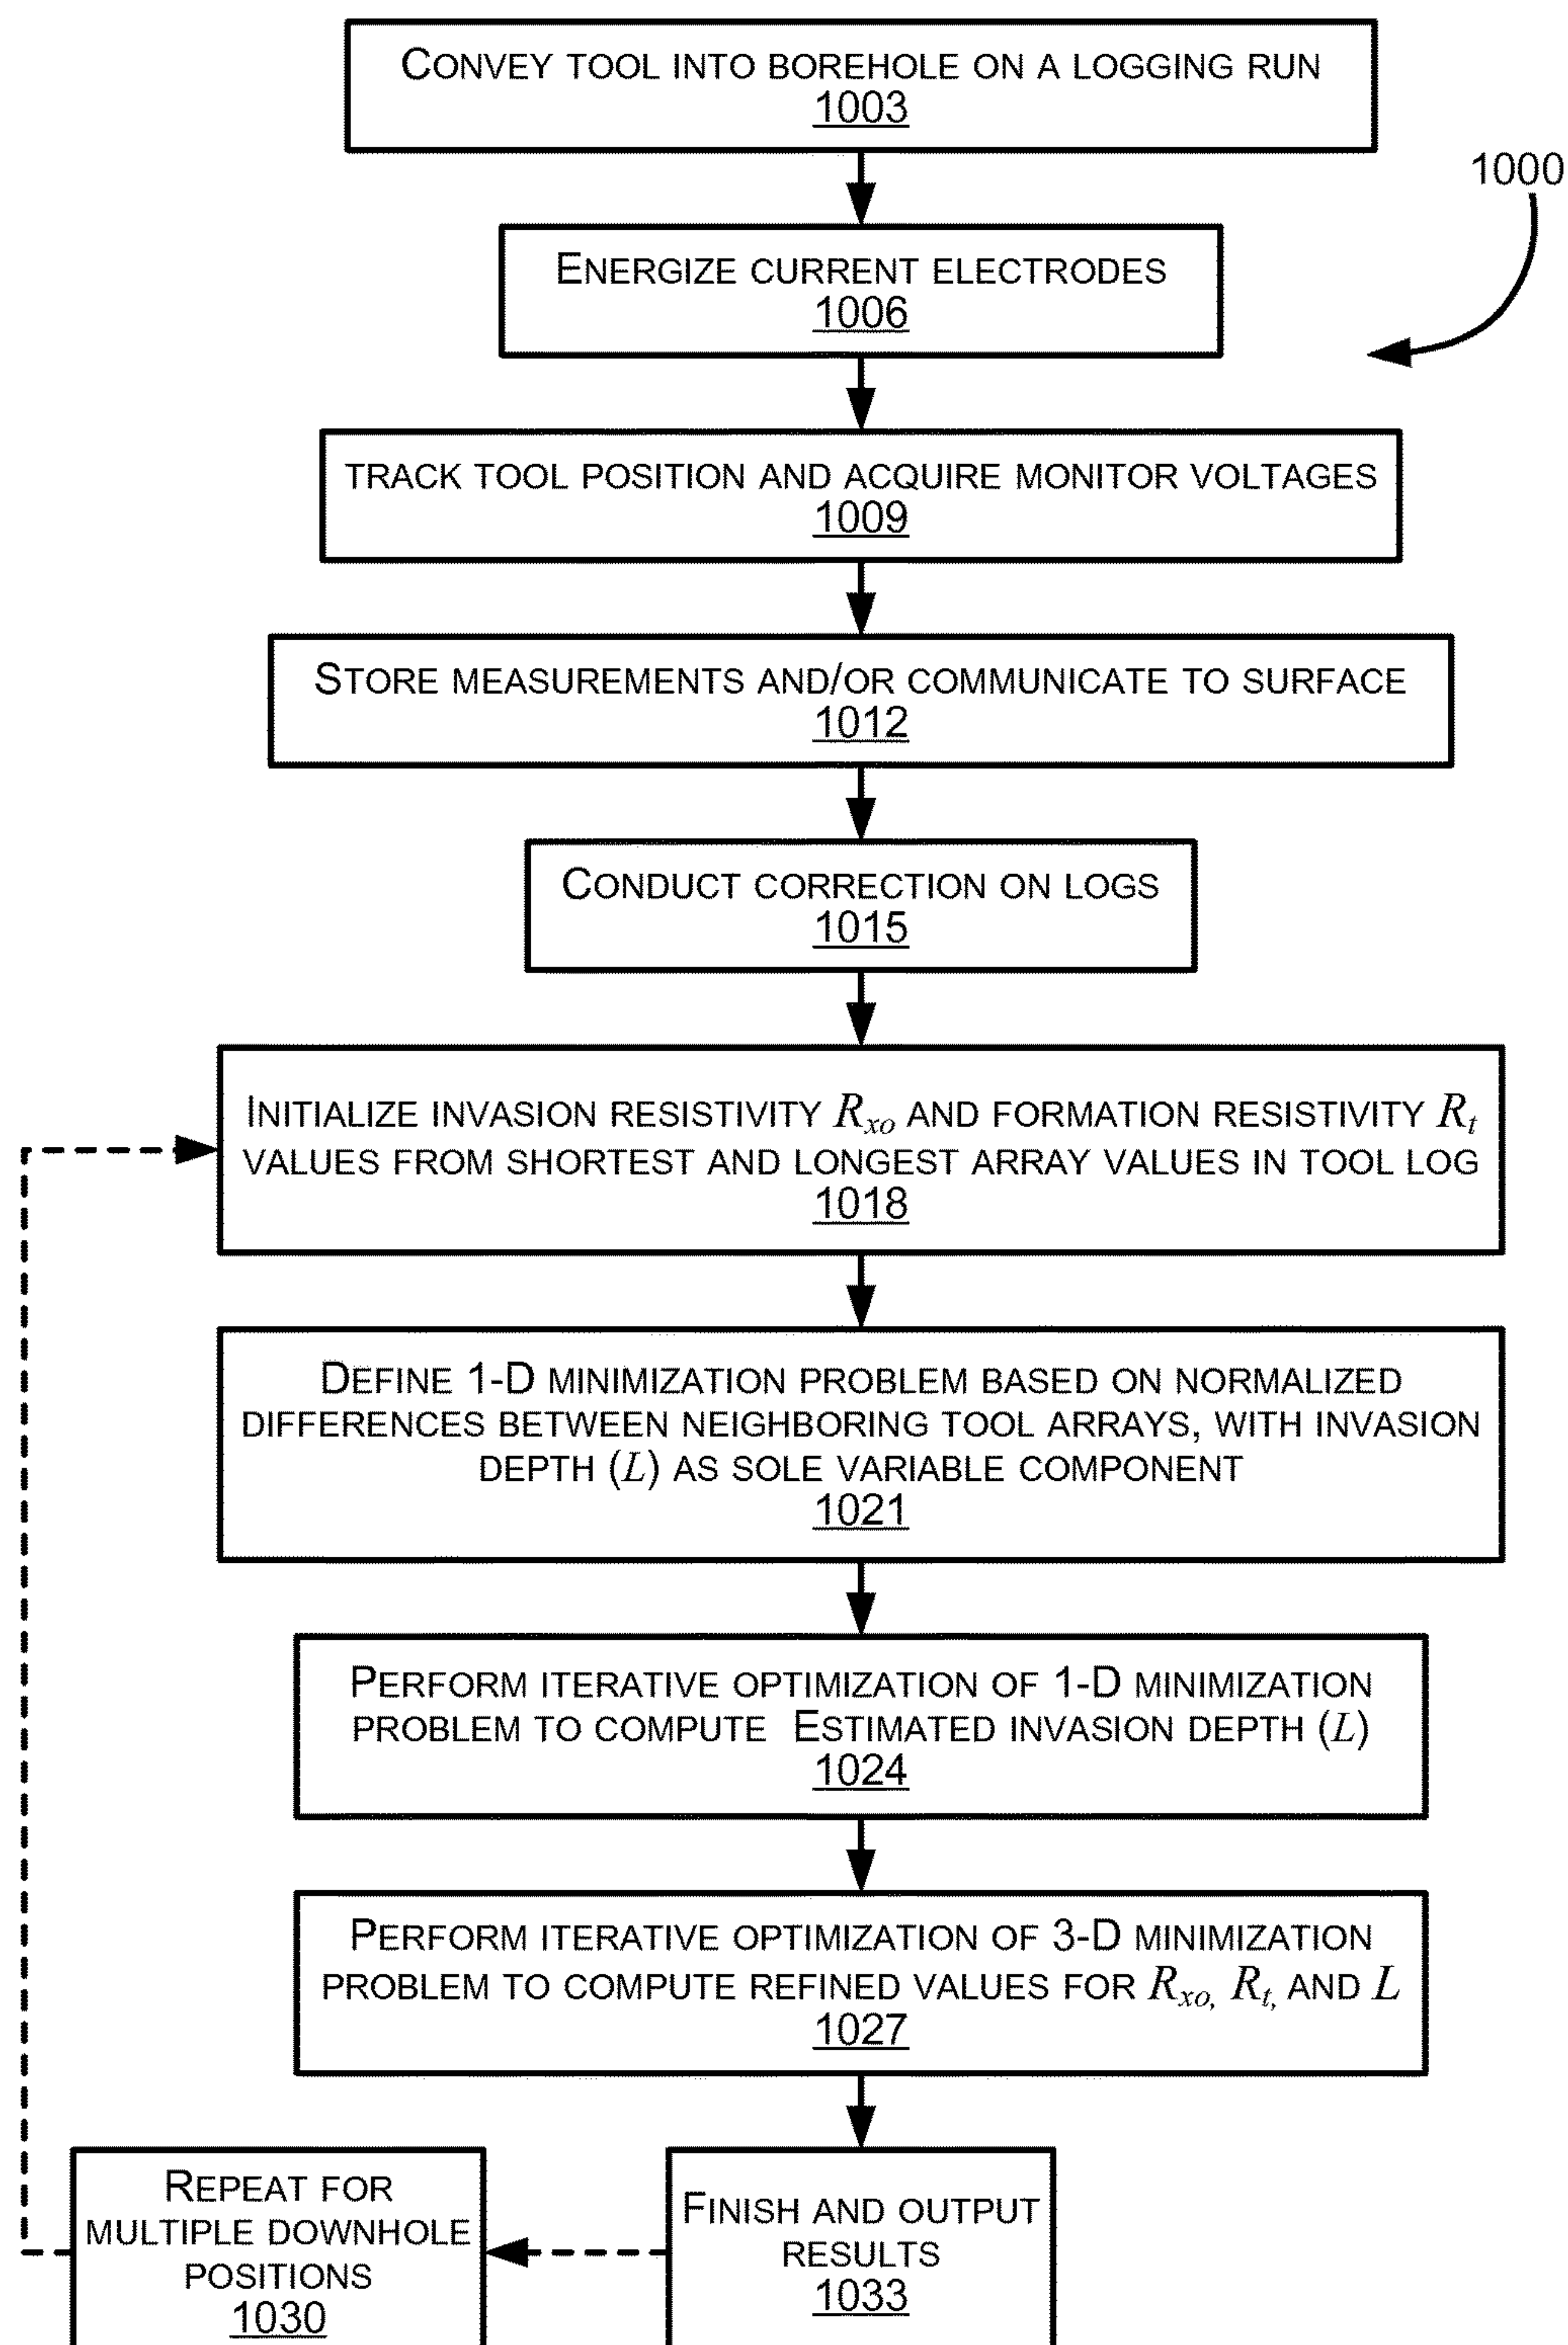 CONVEY TOOL INTO BOREHOLE ON A LOGGING RUN
1003
1000
ENERGIZE CURRENT ELECTRODES
1006
TRACK TOOL POSITION AND ACQUIRE MONITOR VOLTAGES
1009
STORE MEASUREMENTS AND/OR COMMUNICATE TO SURFACE
1012
CONDUCT CORRECTION ON LOGS
1015
INITIALIZE INVASION RESISTIVITY Rxo AND FORMATION RESISTIVITY Rt
VALUES FROM SHORTEST AND LONGEST ARRAY VALUES IN TOOL LOG
1018
DEFINE 1-D MINIMIZATION PROBLEM BASED ON NORMALIZED
DIFFERENCES BETWEEN NEIGHBORING TOOL ARRAYS, WITH INVASION
DEPTH (L) AS SOLE VARIABLE COMPONENT
1021
PERFORM ITERATIVE OPTIMIZATION OF 1-D MINIMIZATION
PROBLEM TO COMPUTE ESTIMATED INVASION DEPTH (L)
1024
PERFORM ITERATIVE OPTIMIZATION OF 3-D MINIMIZATION
PROBLEM TO COMPUTE REFINED VALUES FOR Rxo, Rt, AND L
1027
REPEAT FOR
MULTIPLE DOWNHOLE
POSITIONS
1030
FINISH AND OUTPUT
RESULTS
1033